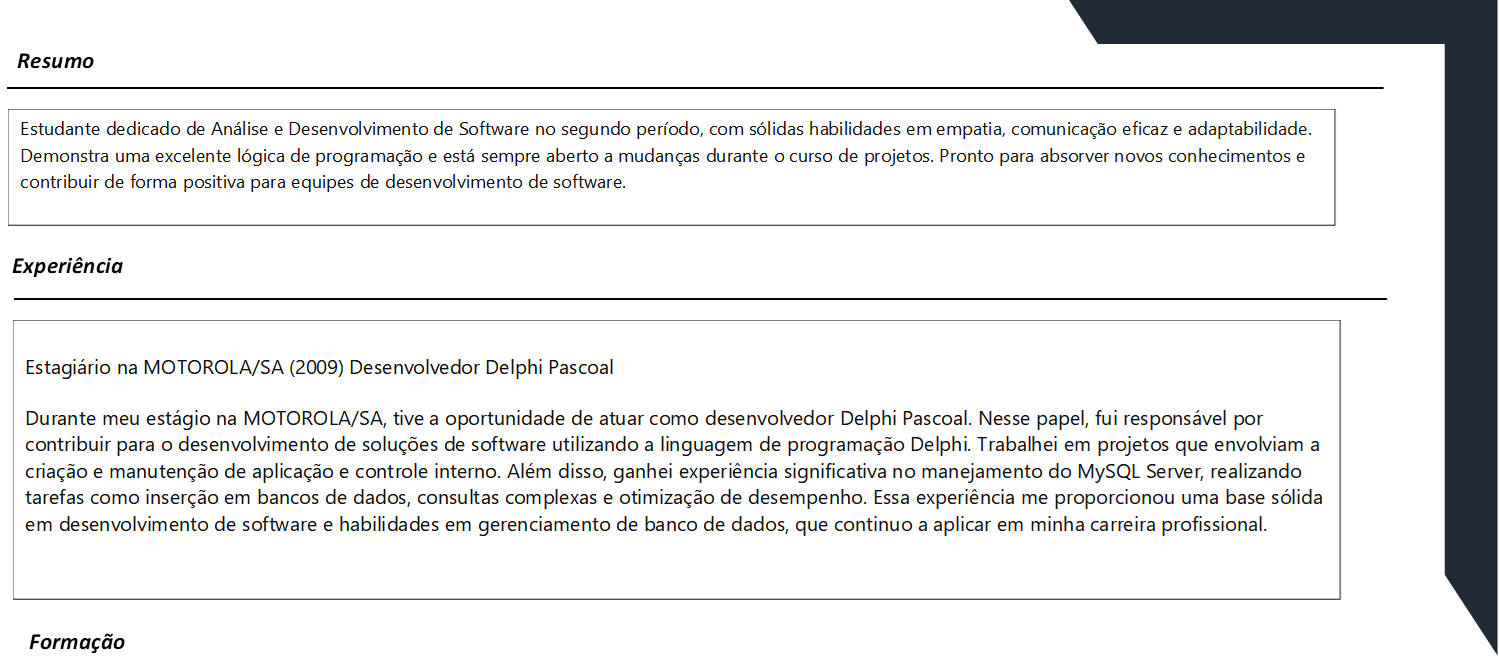 Resumo
Estudante dedicado de Análise e Desenvolvimento de Software no segundo período, com sólidas habilidades em empatia, comunicação eficaz e adaptabilidade.
Demonstra uma excelente lógica de programação e está sempre aberto a mudanças durante o curso de projetos. Pronto para absorver novos conhecimentos e
contribuir de forma positiva para equipes de desenvolvimento de software.
Experiência
Estagiário na MOTOROLA/SA (2009) Desenvolvedor Delphi Pascoal
Durante meu estágio na MOTOROLA/SA, tive a oportunidade de atuar como desenvolvedor Delphi Pascoal. Nesse papel, fui responsável por
contribuir para o desenvolvimento de soluções de software utilizando a linguagem de programação Delphi. Trabalhei em projetos que envolviam a
criação e manutenção de aplicação e controle interno. Além disso, ganhei experiência significativa no manejamento do MySQL Server, realizando
tarefas como inserção em bancos de dados, consultas complexas e otimização de desempenho. Essa experiência me proporcionou uma base sólida
em desenvolvimento de software e habilidades em gerenciamento de banco de dados, que continuo a aplicar em minha carreira profissional.
Formação